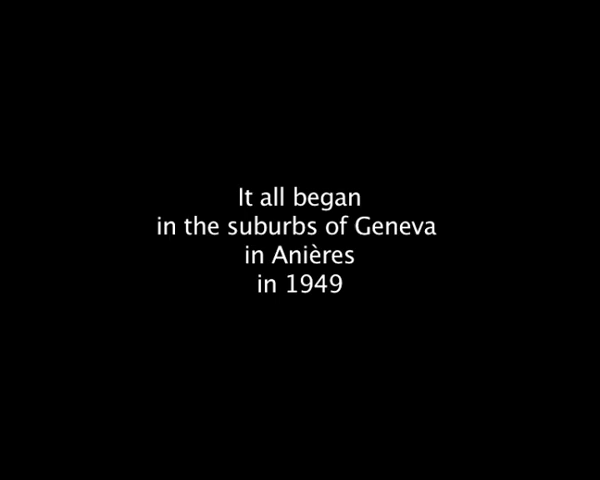 It all began
in the suburbs of Geneva
in Anières
in 1949